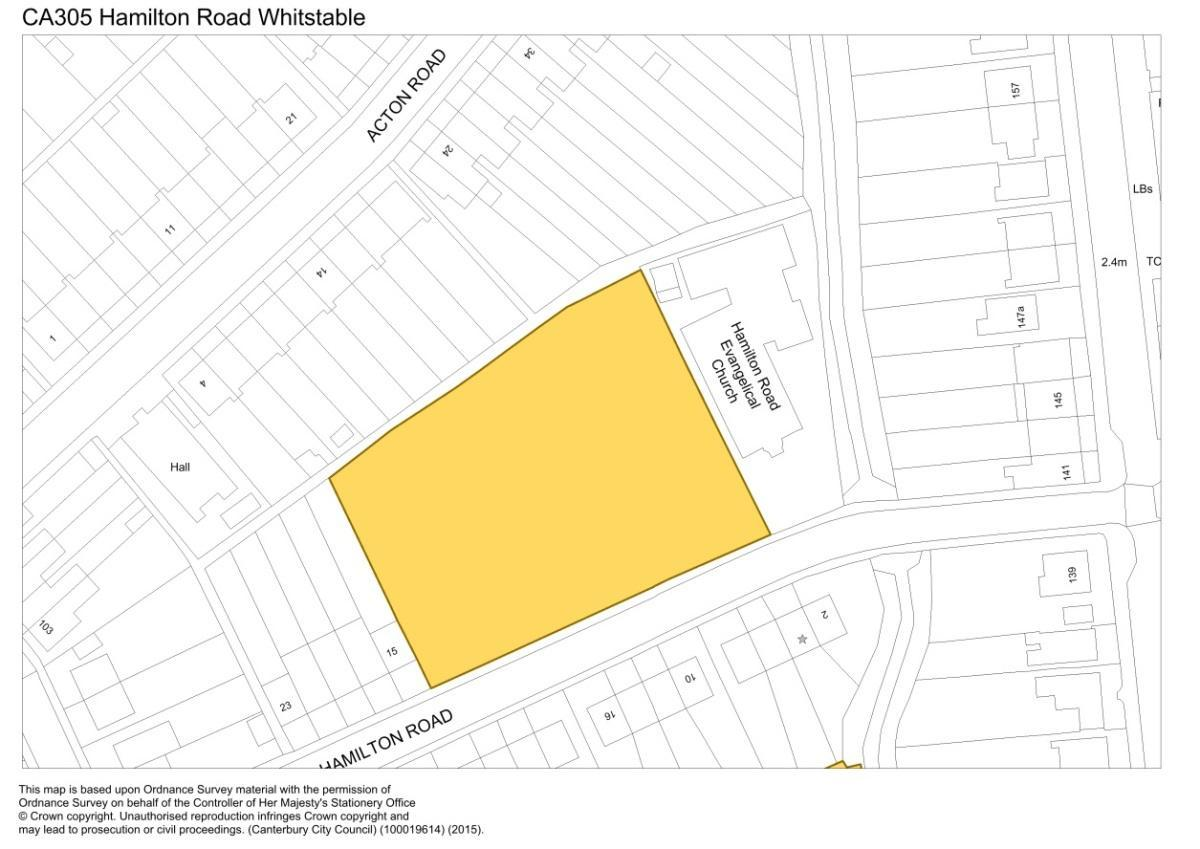 CA305 Hamilton Road Whitstable
ACTON ROAD
34
21
24
157
LBs
11
14
2.4m
TC
1
147a
Hamilton Road
Evangelical
Church
4
145
Hall
141
139
103
2
15
10
23
16
HAMILTON ROAD
This map is based upon Ordnance Survey material with the permission of
Ordnance Survey on behalf of the Controller of Her Majesty's Stationery Office
© Crown copyright. Unauthorised reproduction infringes Crown copyright and
may lead to prosecution or civil proceedings. (Canterbury City Council) (100019614) (2015).